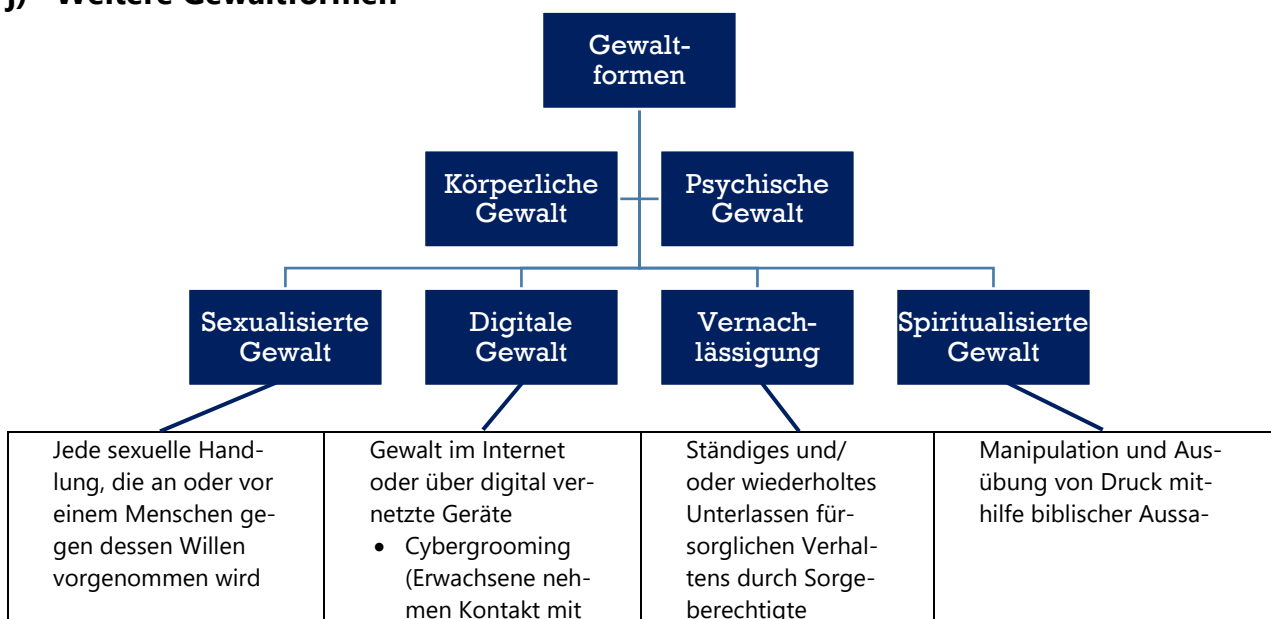 j) Weitere Gewaltformen
Gewalt-
formen
Körperliche
Gewalt
Psychische
Gewalt
Sexualisierte
Gewalt
Digitale
Gewalt
Vernach-
lässigung
Spiritualisierte
Gewalt
Jede sexuelle Hand-
lung, die an oder vor
einem Menschen ge-
gen dessen Willen
vorgenommen wird
Gewalt im Internet
oder über digital ver-
netzte Geräte
• Cybergrooming
(Erwachsene neh-
men Kontakt mit
Ständiges und/
oder wiederholtes
Unterlassen für-
sorglichen Verhal-
tens durch Sorge-
berechtigte
Manipulation und Aus-
übung von Druck mit-
hilfe biblischer Aussa-